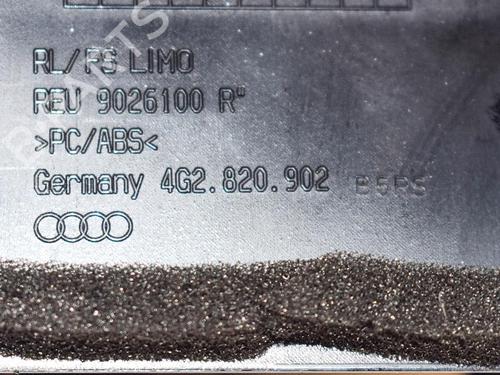 RL/FS LIMO
REU 9026100 R"
>PC/ABS<
Germany 4G2.820.902